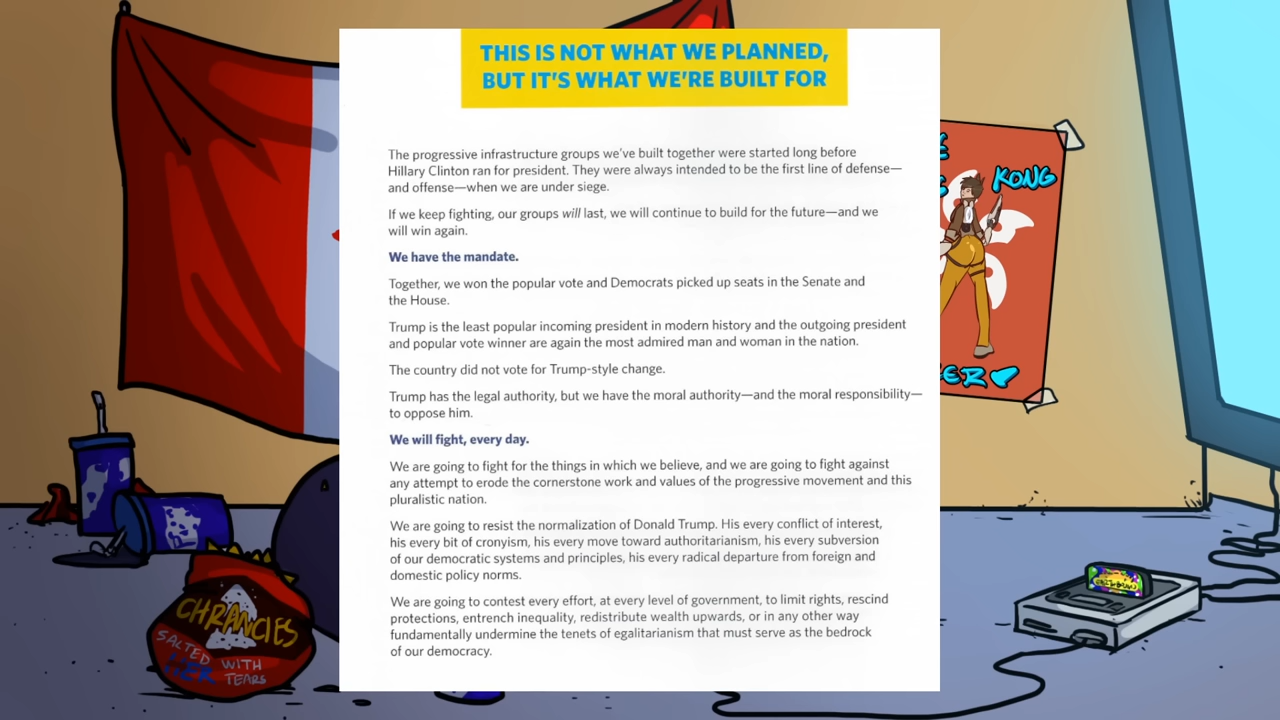 THIS IS NOT WHAT WE PLANNED,
BUT IT'S WHAT WE'RE BUILT FOR
The progressive infrastructure groups we've built together were started long before
Hillary Clinton ran for president. They were always intended to be the first line of defense—
and offense—when we are under siege.
If we keep fighting, our groups will last, we will continue to build for the future—and we
will win again.
We have the mandate.
Together, we won the popular vote and Democrats picked up seats in the Senate and
the House.
Trump is the least popular incoming president in modern history and the outgoing president
and popular vote winner are again the most admired man and woman in the nation.
The country did not vote for Trump-style change.
Trump has the legal authority, but we have the moral authority—and the moral responsibility—
to oppose him.
We will fight, every day.
We are going to fight for the things in which we believe, and we are going to fight against
any attempt to erode the cornerstone work and values of the progressive movement and this
pluralistic nation.
We are going to resist the normalization of Donald Trump. His every conflict of interest,
his every bit of cronyism, his every move toward authoritarianism, his every subversion
of our democratic systems and principles, his every radical departure from foreign and
domestic policy norms.
We are going to contest every effort, at every level of government, to limit rights, rescind
protections, entrench inequality, redistribute wealth upwards, or in any other way
fundamentally undermine the tenets of egalitarianism that must serve as the bedrock
of our democracy.
KONG
CHRANCIES
SALTED WITH
HER TEARS